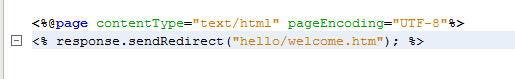 <%@page contentType="text/html" pageEncoding="UTF-8"%>
<% response.sendRedirect("hello/welcome.htm"); %>